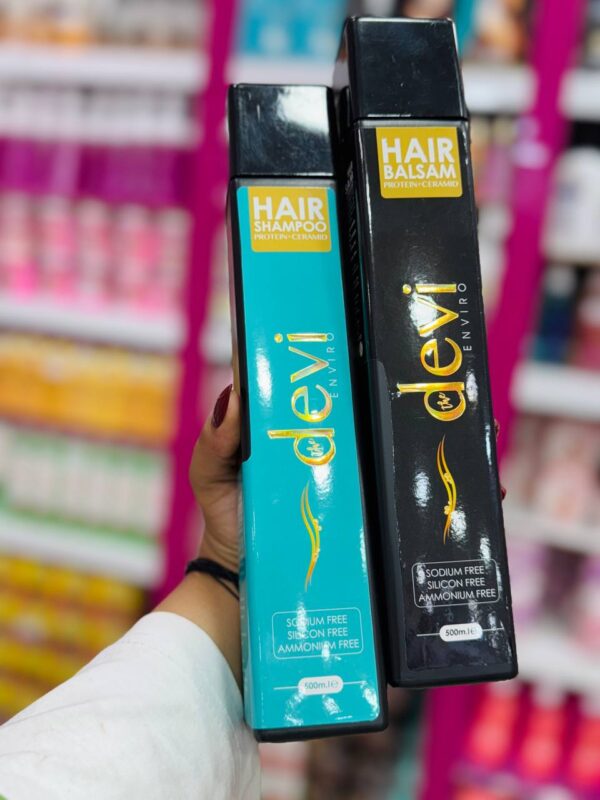 HAIR
SHAMPOO
PROTEIN+CERAMID
the devi
ENVIRO
SODIUM FREE
SILICON FREE
AMMONIUM FREE
500m.l e
HAIR
BALSAM
PROTEIN+CERAMID
the devi
ENVIRO
SODIUM FREE
SILICON FREE
AMMONIUM FREE
500m.l e